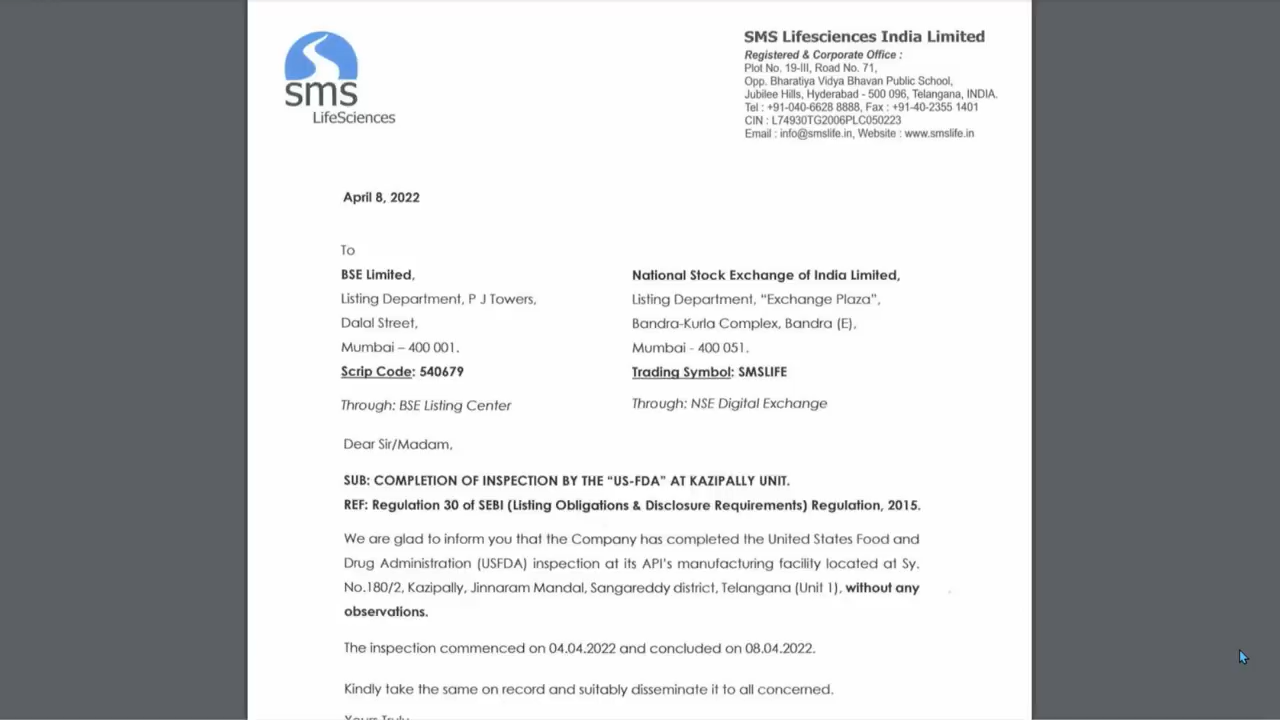 sms
LifeSciences
SMS Lifesciences India Limited
Registered & Corporate Office :
Plot No. 19-III, Road No. 71,
Opp. Bharatiya Vidya Bhavan Public School,
Jubilee Hills, Hyderabad - 500 096, Telangana, INDIA.
Tel : +91-040-6628 8888, Fax : +91-40-2355 1401
CIN : L74930TG2006PLC050223
Email : info@smslife.in, Website : www.smslife.in
April 8, 2022
To
BSE Limited,
Listing Department, P J Towers,
Dalal Street,
Mumbai – 400 001.
Scrip Code: 540679
Through: BSE Listing Center
National Stock Exchange of India Limited,
Listing Department, “Exchange Plaza”,
Bandra-Kurla Complex, Bandra (E),
Mumbai - 400 051.
Trading Symbol: SMSLIFE
Through: NSE Digital Exchange
Dear Sir/Madam,
SUB: COMPLETION OF INSPECTION BY THE “US-FDA” AT KAZIPALLY UNIT.
REF: Regulation 30 of SEBI (Listing Obligations & Disclosure Requirements) Regulation, 2015.
We are glad to inform you that the Company has completed the United States Food and
Drug Administration (USFDA) inspection at its API's manufacturing facility located at Sy.
No.180/2, Kazipally, Jinnaram Mandal, Sangareddy district, Telangana (Unit 1), without any
observations.
The inspection commenced on 04.04.2022 and concluded on 08.04.2022.
Kindly take the same on record and suitably disseminate it to all concerned.
Yours Truly